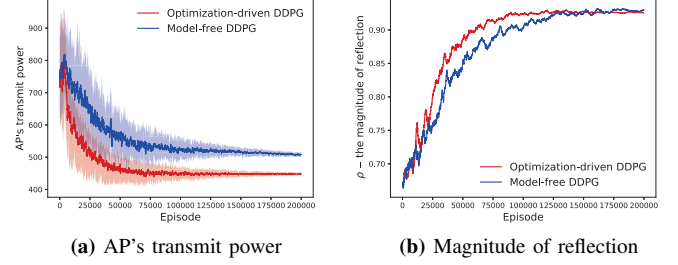 Optimization-driven DDPG
Model-free DDPG
AP's transmit power
900
800
700
600
500
400
0 25000 50000 75000 100000 125000 150000 175000 200000
Episode
(a) AP's transmit power
ρ − the magnitude of reflection
0.90
0.85
0.80
0.75
0.70
Optimization-driven DDPG
Model-free DDPG
0 25000 50000 75000 100000 125000 150000 175000 200000
Episode
(b) Magnitude of reflection